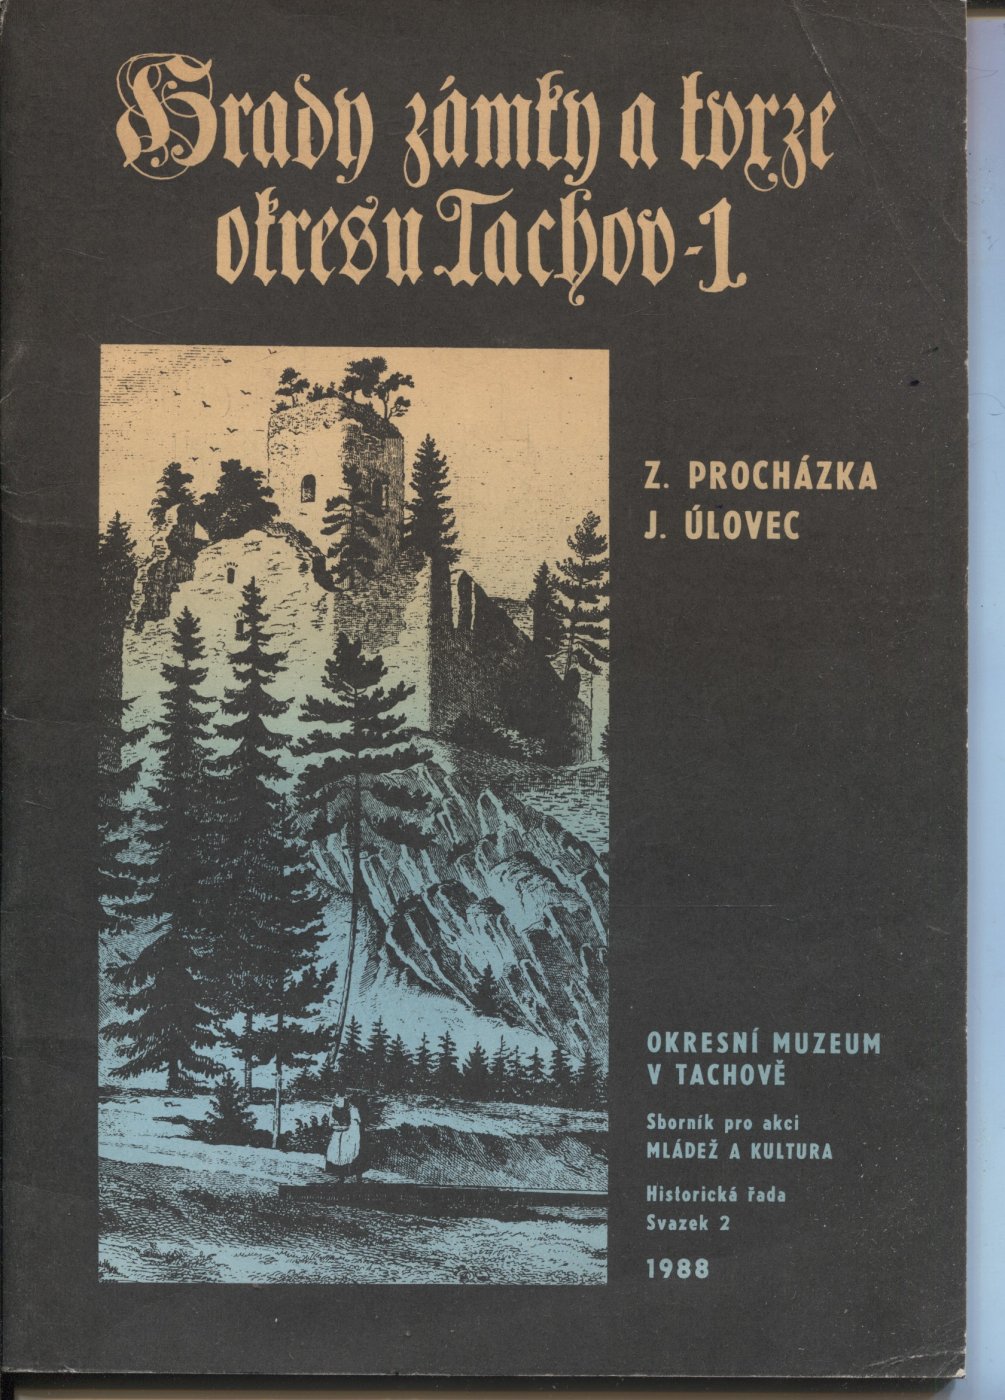 Hrady zámky a tvrze
okresu Tachov-1
Z. PROCHÁZKA
J. ÚLOVEC
OKRESNÍ MUZEUM
V TACHOVĚ
Sborník pro akci
MLÁDEŽ A KULTURA
Historická řada
Svazek 2
1988